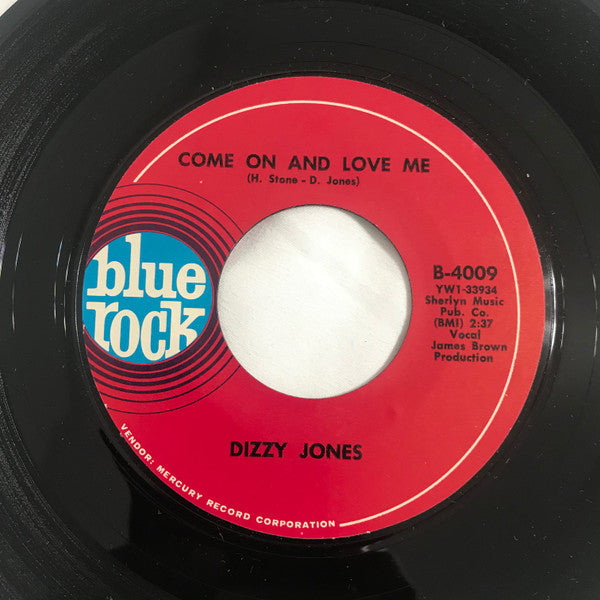 COME ON AND LOVE ME
(H. Stone - D. Jones)
blue
rock
B-4009
YW1-33934
Sherlyn Music
Pub. Co.
(BMI) 2:37
Vocal
James Brown
Production
DIZZY JONES
VENDOR: MERCURY RECORD CORPORATION